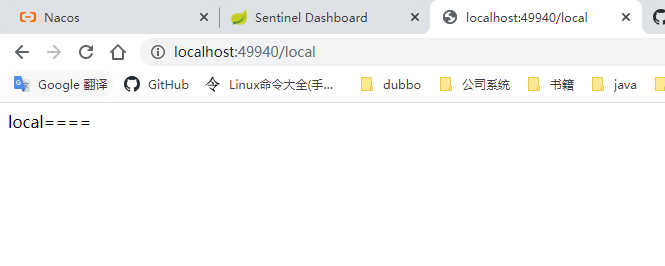 Nacos Sentinel Dashboard localhost:49940/local
localhost:49940/local
Google 翻译 GitHub Linux命令大全(手... dubbo 公司系统 书籍 java
local====